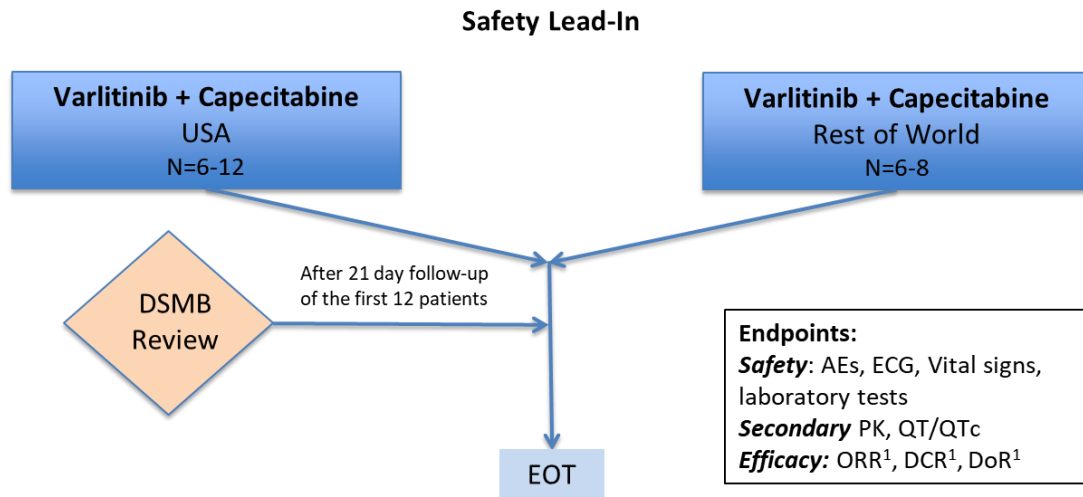 Safety Lead-In
Varlitinib + Capecitabine
USA
N=6-12
Varlitinib + Capecitabine
Rest of World
N=6-8
DSMB
Review
After 21 day follow-up
of the first 12 patients
Endpoints:
Safety: AEs, ECG, Vital signs,
laboratory tests
Secondary PK, QT/QTc
Efficacy: ORR¹, DCR¹, DoR¹
EOT